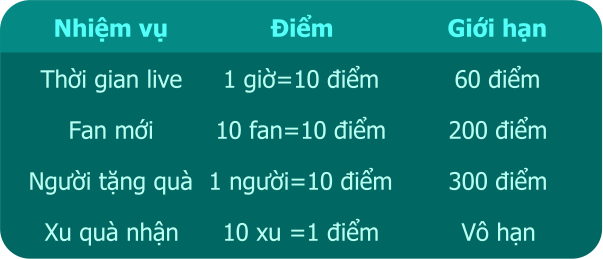 Nhiệm vụ Điểm Giới hạn
Thời gian live 1 giờ=10 điểm 60 điểm
Fan mới 10 fan=10 điểm 200 điểm
Người tặng quà 1 người=10 điểm 300 điểm
Xu quà nhận 10 xu =1 điểm Vô hạn